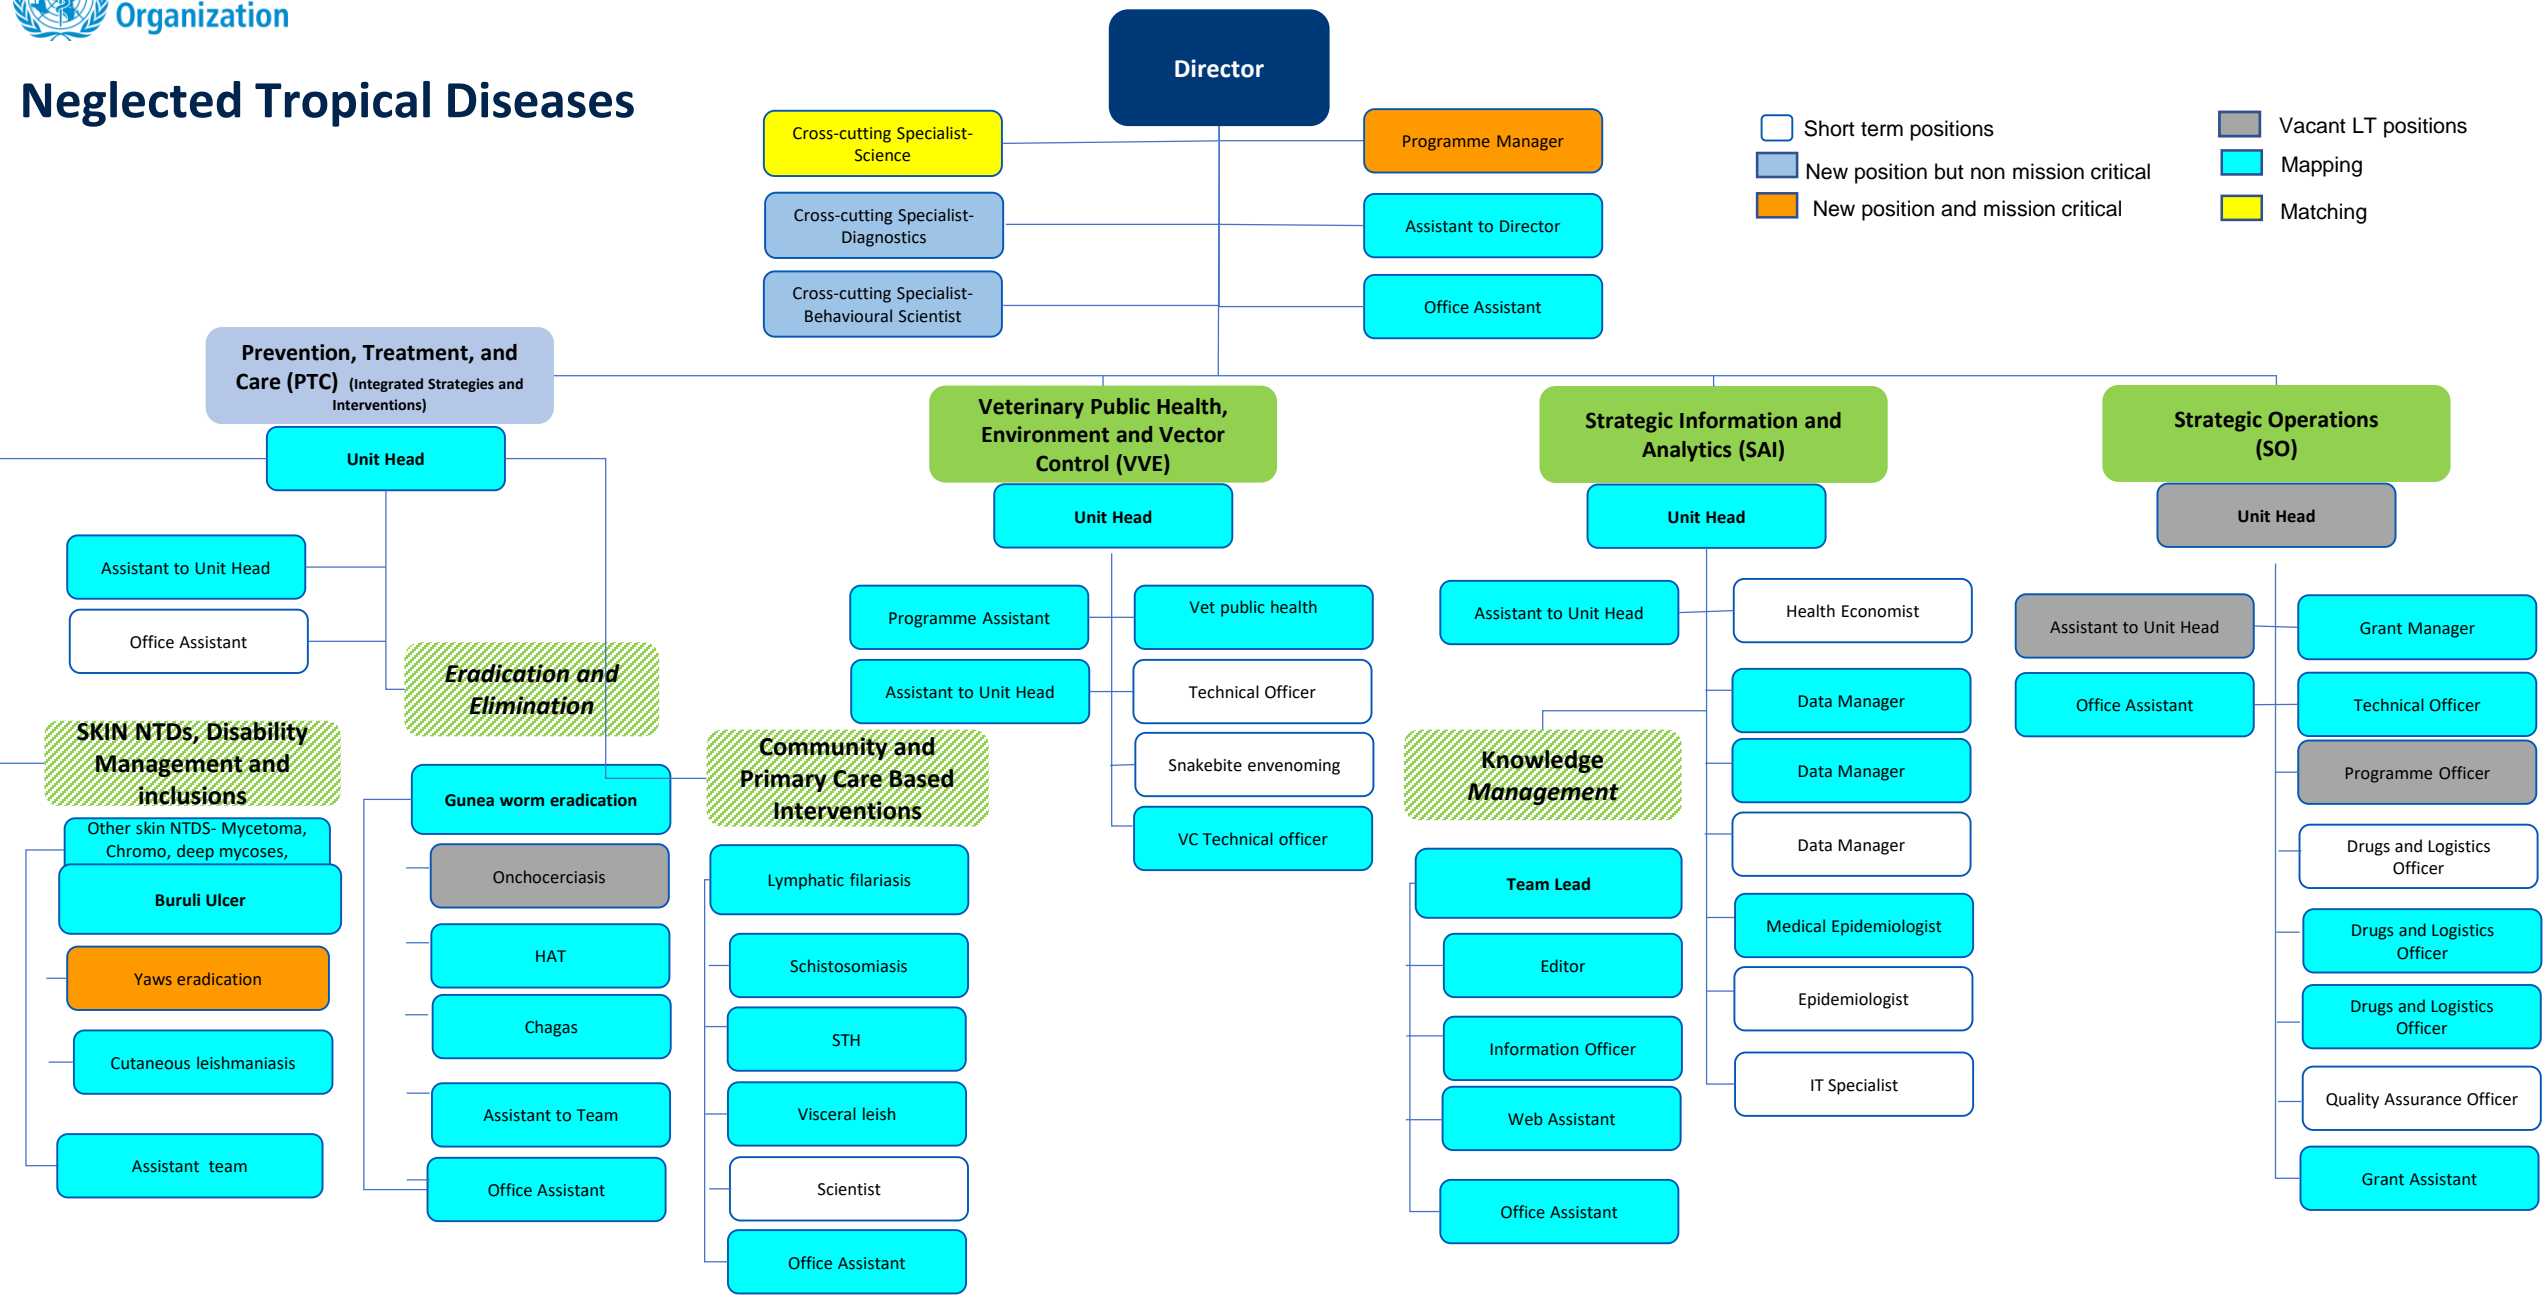 Organization
Neglected Tropical Diseases
Director
Cross-cutting Specialist-
Science
Programme Manager
Cross-cutting Specialist-
Diagnostics
Assistant to Director
Cross-cutting Specialist-
Behavioural Scientist
Office Assistant
Short term positions
New position but non mission critical
New position and mission critical
Vacant LT positions
Mapping
Matching
Prevention, Treatment, and
Care (PTC) (Integrated Strategies and
Interventions)
Unit Head
Assistant to Unit Head
Office Assistant
SKIN NTDs, Disability
Management and
inclusions
Other skin NTDS- Mycetoma,
Chromo, deep mycoses,
Buruli Ulcer
Yaws eradication
Cutaneous leishmaniasis
Assistant team
Eradication and
Elimination
Gunea worm eradication
Onchocerciasis
HAT
Chagas
Assistant to Team
Office Assistant
Community and
Primary Care Based
Interventions
Lymphatic filariasis
Schistosomiasis
STH
Visceral leish
Scientist
Office Assistant
Veterinary Public Health,
Environment and Vector
Control (VVE)
Unit Head
Programme Assistant
Vet public health
Assistant to Unit Head
Technical Officer
Snakebite envenoming
VC Technical officer
Strategic Information and
Analytics (SAI)
Unit Head
Assistant to Unit Head
Health Economist
Data Manager
Data Manager
Data Manager
Medical Epidemiologist
Epidemiologist
IT Specialist
Knowledge
Management
Team Lead
Editor
Information Officer
Web Assistant
Office Assistant
Strategic Operations
(SO)
Unit Head
Assistant to Unit Head
Grant Manager
Office Assistant
Technical Officer
Programme Officer
Drugs and Logistics
Officer
Drugs and Logistics
Officer
Drugs and Logistics
Officer
Quality Assurance Officer
Grant Assistant